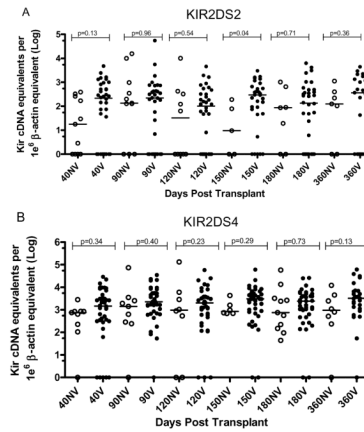 A
KIR2DS2
p=0.13 p=0.96 p=0.54 p=0.04 p=0.71 p=0.36
Kir cDNA equivalents per
1e6 β-actin equivalent (Log)
5
4
3
2
1
0
40NV 40V 90NV 90V 120NV 120V 150NV 150V 180NV 180V 360NV 360V
Days Post Transplant
B
KIR2DS4
p=0.34 p=0.40 p=0.23 p=0.29 p=0.73 p=0.13
Kir cDNA equivalents per
1e6 β-actin equivalent (Log)
6
5
4
3
2
1
0
40NV 40V 90NV 90V 120NV 120V 150NV 150V 180NV 180V 360NV 360V
Days Post Transplant